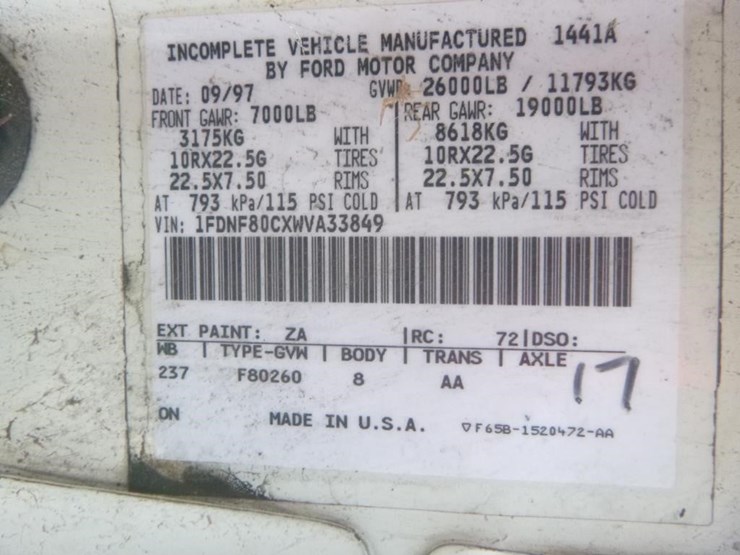 INCOMPLETE VEHICLE MANUFACTURED 1441A
BY FORD MOTOR COMPANY
DATE: 09/97 GVWR 26000LB / 11793KG
FRONT GAWR: 7000LB REAR GAWR: 19000LB
3175KG WITH 8618KG WITH
10RX22.5G TIRES 10RX22.5G TIRES
22.5X7.50 RIMS 22.5X7.50 RIMS
AT 793 kPa/115 PSI COLD AT 793 kPa/115 PSI COLD
VIN: 1FDNF80CXWVA33849
EXT PAINT: ZA RC: 72 DSO:
WB TYPE-GVW BODY TRANS AXLE
237 F80260 8 AA 17
ON MADE IN U.S.A. F65B-1520472-AA